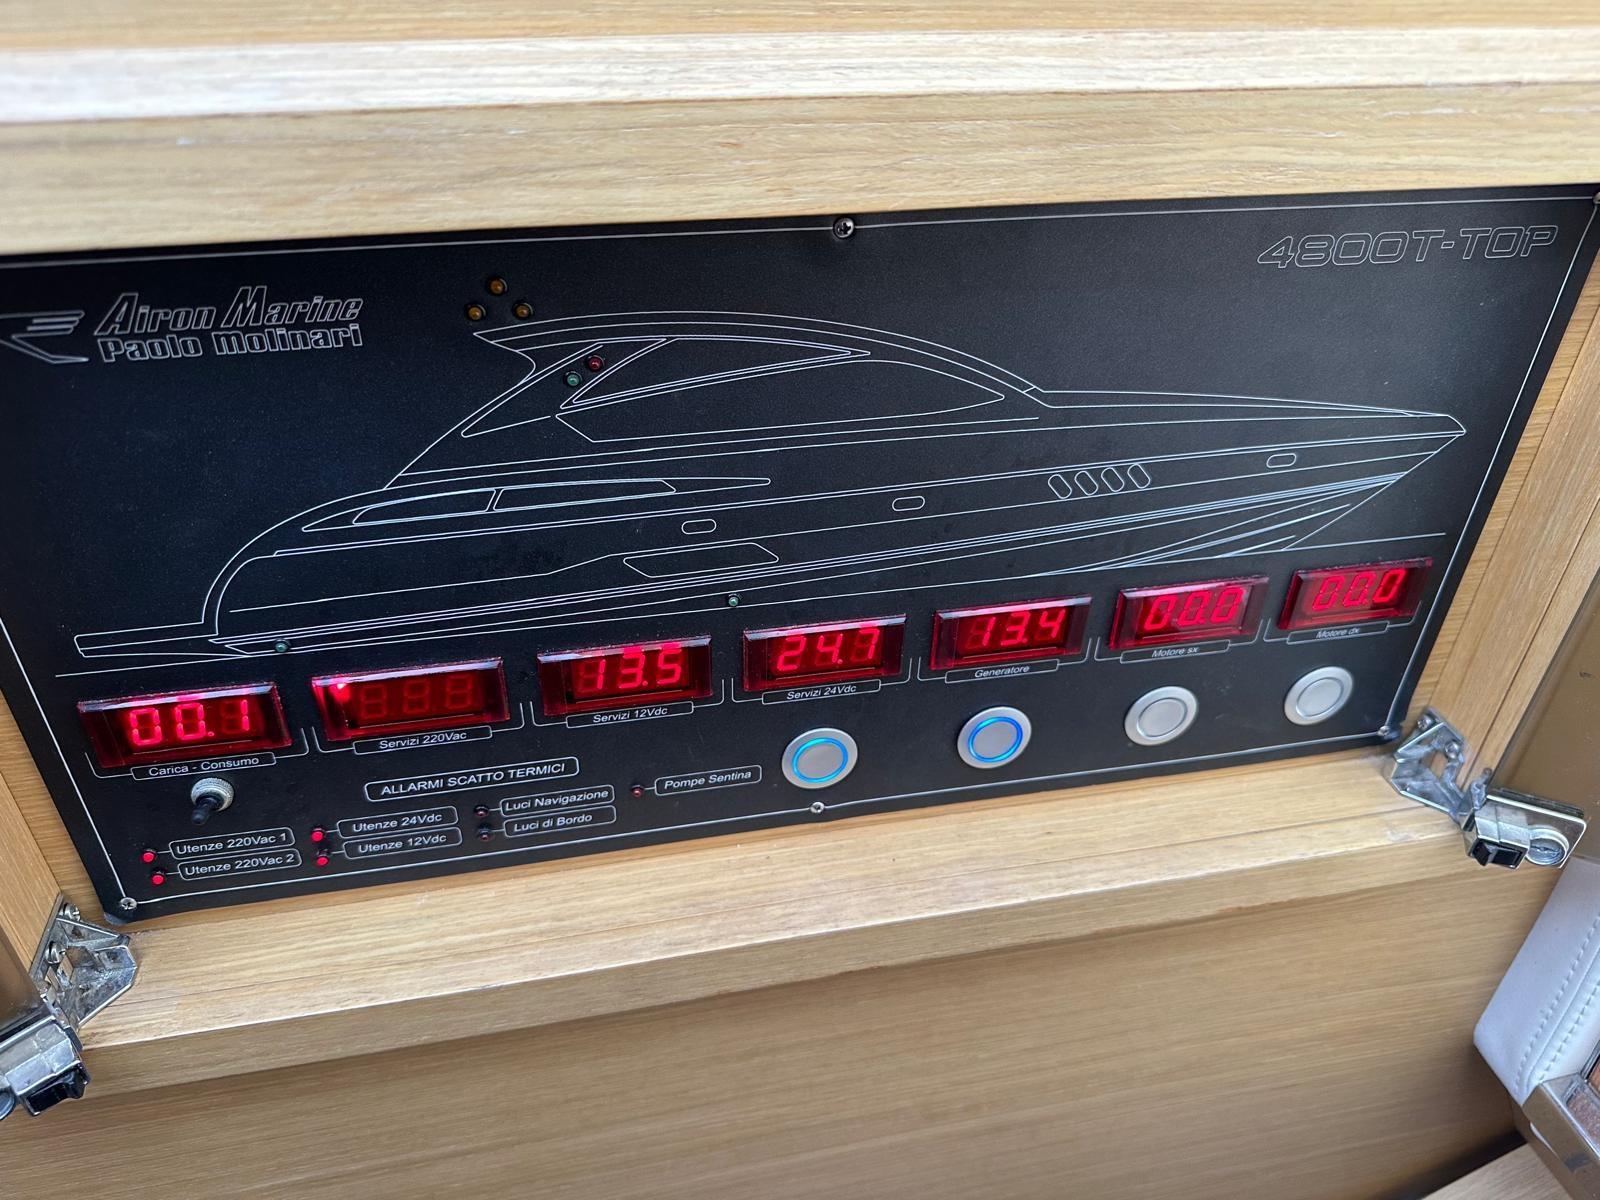 4800T-TOP
Airon Marine
Paolo Molinari
00.1
13.5
24.7
13.4
00.0
00.0
Carica - Consumo
Servizi 220Vac
Servizi 12Vdc
Servizi 24Vdc
Generatore
Motore sx
Motore dx
ALLARMI SCATTO TERMICI
Utenze 220Vac 1
Utenze 24Vdc
Luci Navigazione
Pompe Sentina
Utenze 220Vac 2
Utenze 12Vdc
Luci di Bordo